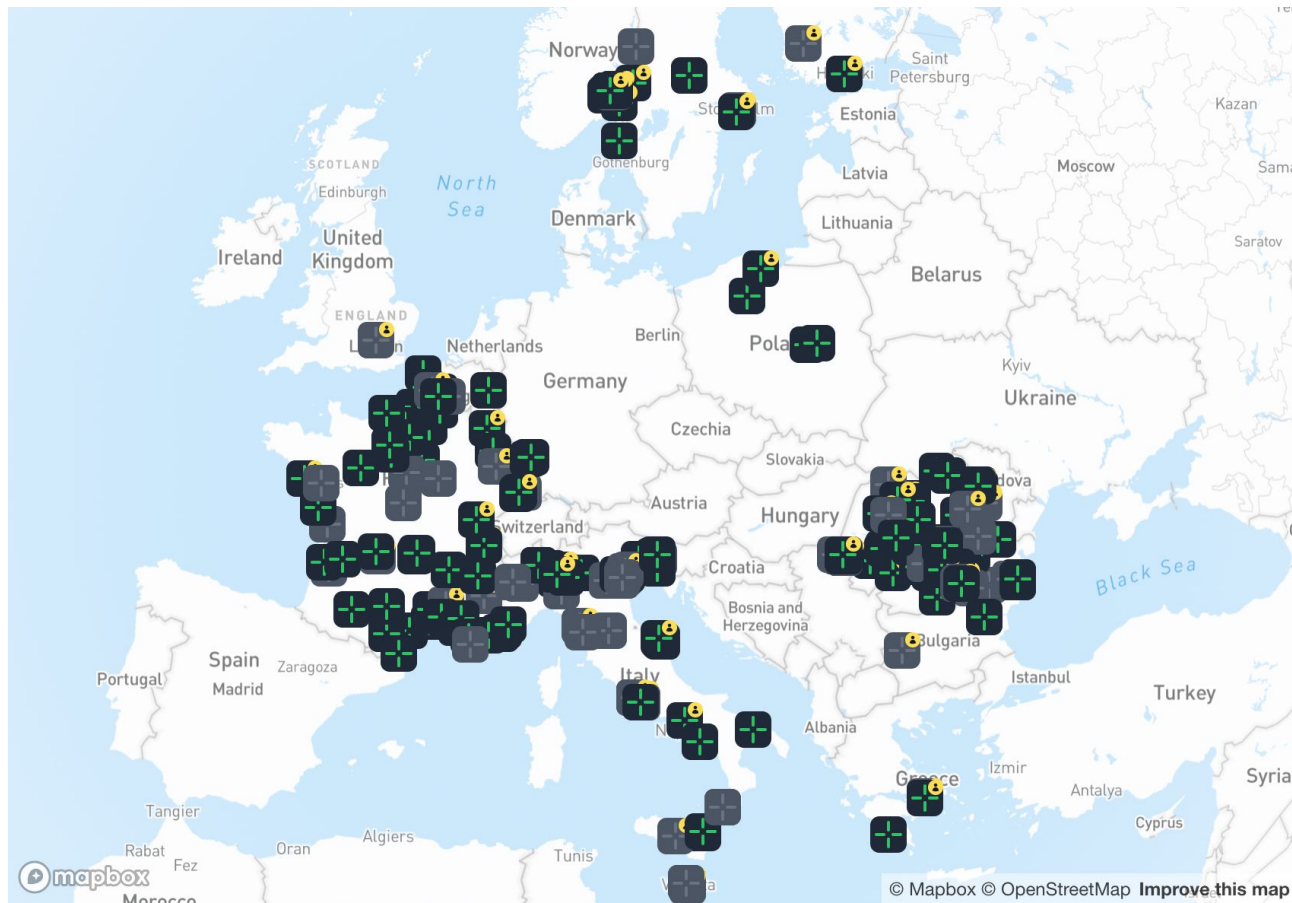 Norway
Saint
Petersburg
Kazan
Estonia
SCOTLAND
Edinburgh
Gothenburg
Latvia
Moscow
North
Sea
Denmark
Lithuania
United
Kingdom
Ireland
Saratov
Belarus
ENGLAND
Berlin
Netherlands
Germany
Kyiv
Ukraine
Czechia
Slovakia
Austria
Hungary
Switzerland
Croatia
Black Sea
Bosnia and
Herzegovina
Bulgaria
Spain
Zaragoza
Portugal
Madrid
Italy
Istanbul
Turkey
Albania
Greece
Izmir
Antalya
Syria
Tangier
Cyprus
Algiers
Oran
Rabat
Fez
Tunis
Morocco
mapbox
© Mapbox © OpenStreetMap Improve this map